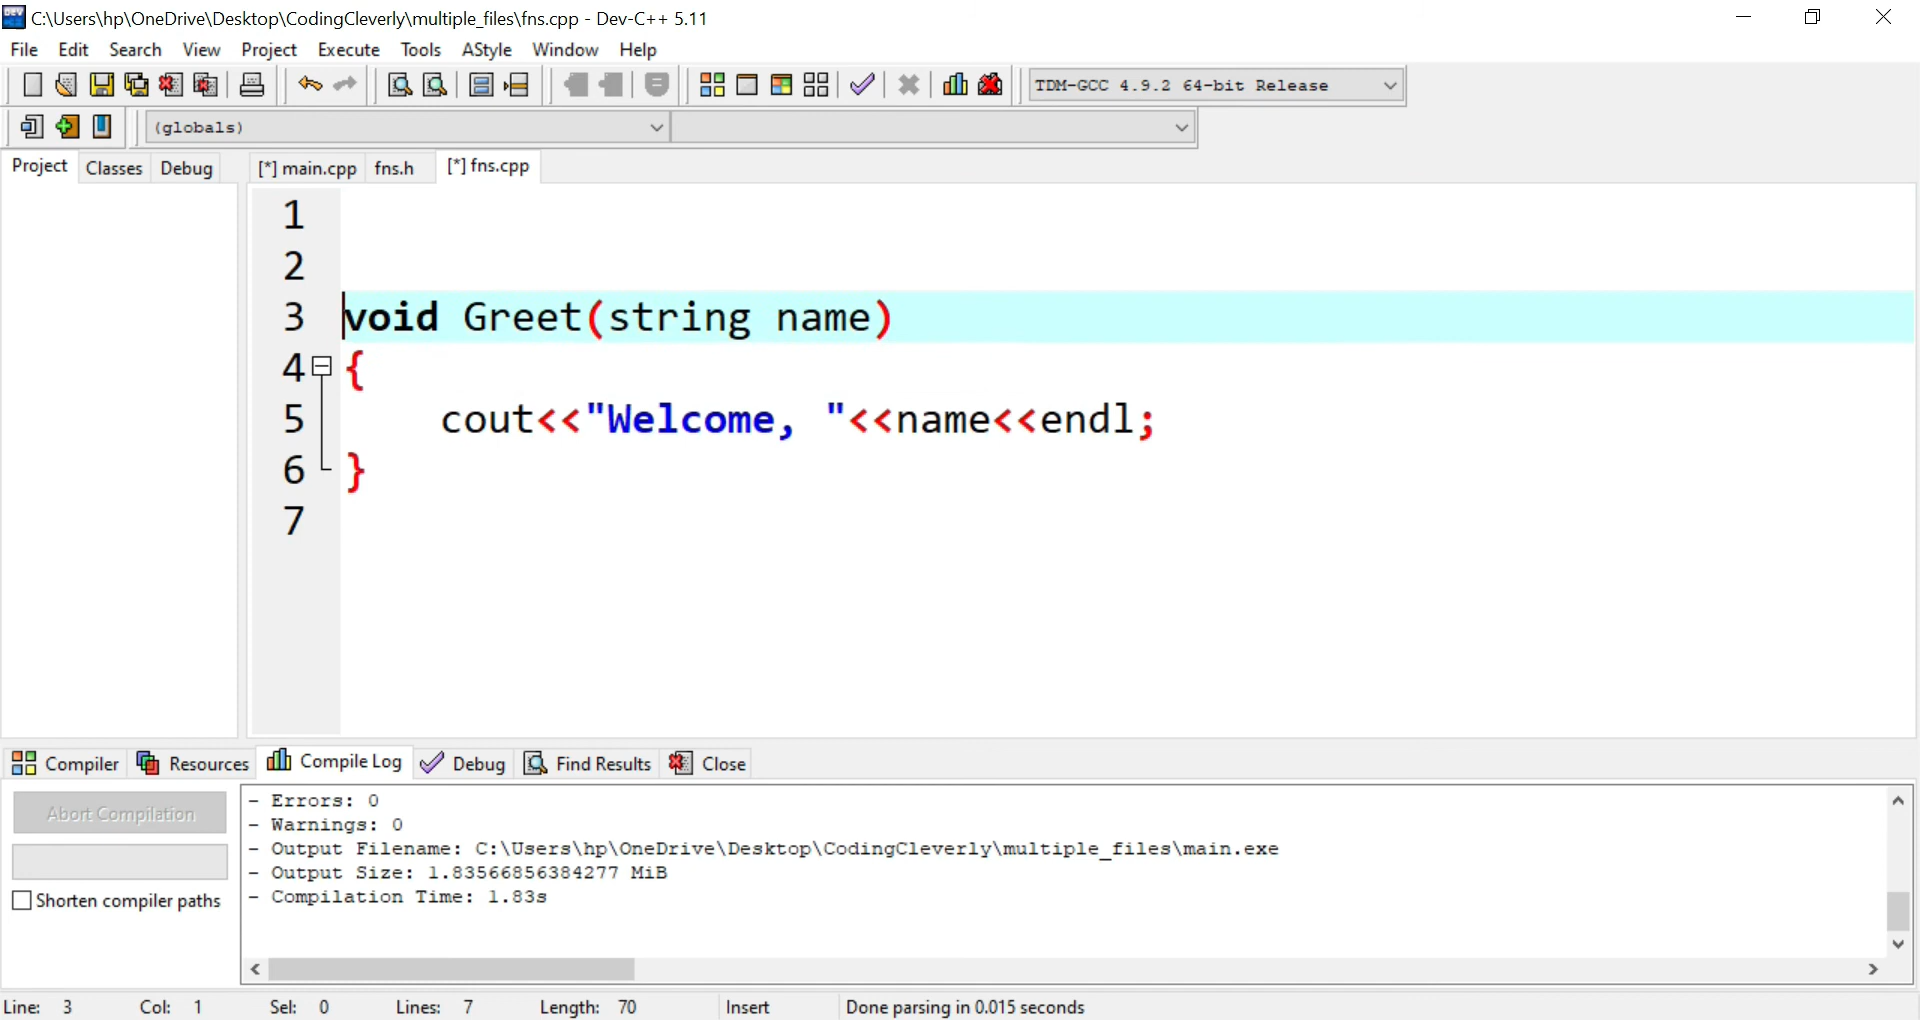 C:\Users\hp\OneDrive\Desktop\CodingCleverly\multiple_files\fns.cpp - Dev-C++ 5.11
File Edit Search View Project Execute Tools AStyle Window Help
TDM-GCC 4.9.2 64-bit Release
(globals)
Project Classes Debug [*] main.cpp fns.h [*] fns.cpp
1
2
3 void Greet(string name)
4 {
5 cout<<"Welcome, "<<name<<endl;
6 }
7
Compiler Resources Compile Log Debug Find Results Close
Abort Compilation
Shorten compiler paths
- Errors: 0
- Warnings: 0
- Output Filename: C:\Users\hp\OneDrive\Desktop\CodingCleverly\multiple_files\main.exe
- Output Size: 1.83566856384277 MiB
- Compilation Time: 1.83s
Line: 3 Col: 1 Sel: 0 Lines: 7 Length: 70 Insert Done parsing in 0.015 seconds